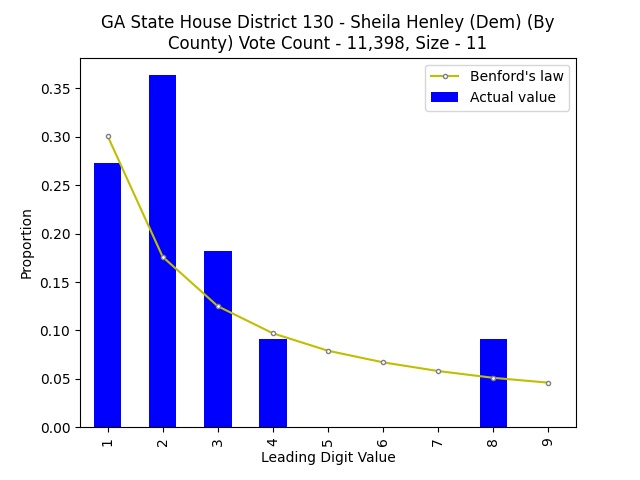 GA State House District 130 - Sheila Henley (Dem) (By
County) Vote Count - 11,398, Size - 11
Benford's law
Actual value
Proportion
0.35
0.30
0.25
0.20
0.15
0.10
0.05
0.00
1 2 3 4 5 6 7 8 9
Leading Digit Value